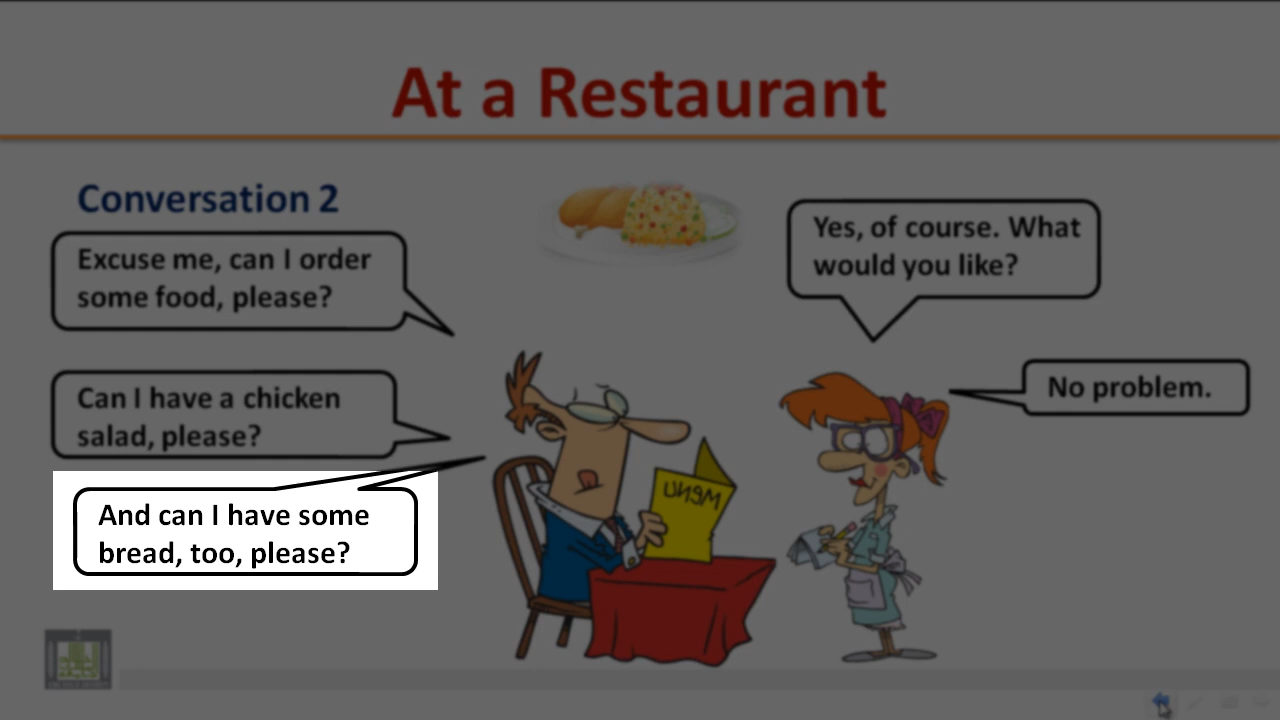 At a Restaurant
Conversation 2
Excuse me, can I order
some food, please?
Yes, of course. What
would you like?
Can I have a chicken
salad, please?
No problem.
And can I have some
bread, too, please?